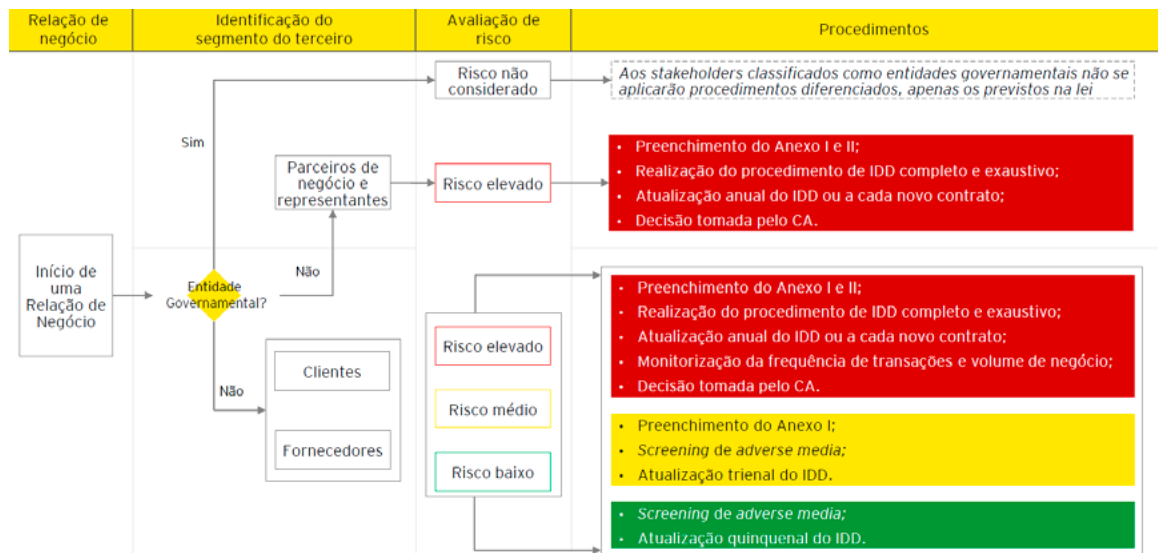 Relação de
negócio
Identificação do
segmento do terceiro
Avaliação de
risco
Procedimentos
Risco não
considerado
Aos stakeholders classificados como entidades governamentais não se
aplicarão procedimentos diferenciados, apenas os previstos na lei
Sim
Parceiros de
negócio e
representantes
Risco elevado
• Preenchimento do Anexo I e II;
• Realização do procedimento de IDD completo e exaustivo;
• Atualização anual do IDD ou a cada novo contrato;
• Decisão tomada pelo CA.
Início de
uma
Relação de
Negócio
Entidade
Governamental?
Não
Não
Clientes
Fornecedores
Risco elevado
Risco médio
Risco baixo
• Preenchimento do Anexo I e II;
• Realização do procedimento de IDD completo e exaustivo;
• Atualização anual do IDD ou a cada novo contrato;
• Monitorização da frequência de transações e volume de negócio;
• Decisão tomada pelo CA.
• Preenchimento do Anexo I;
• Screening de adverse media;
• Atualização trienal do IDD.
• Screening de adverse media;
• Atualização quinquenal do IDD.